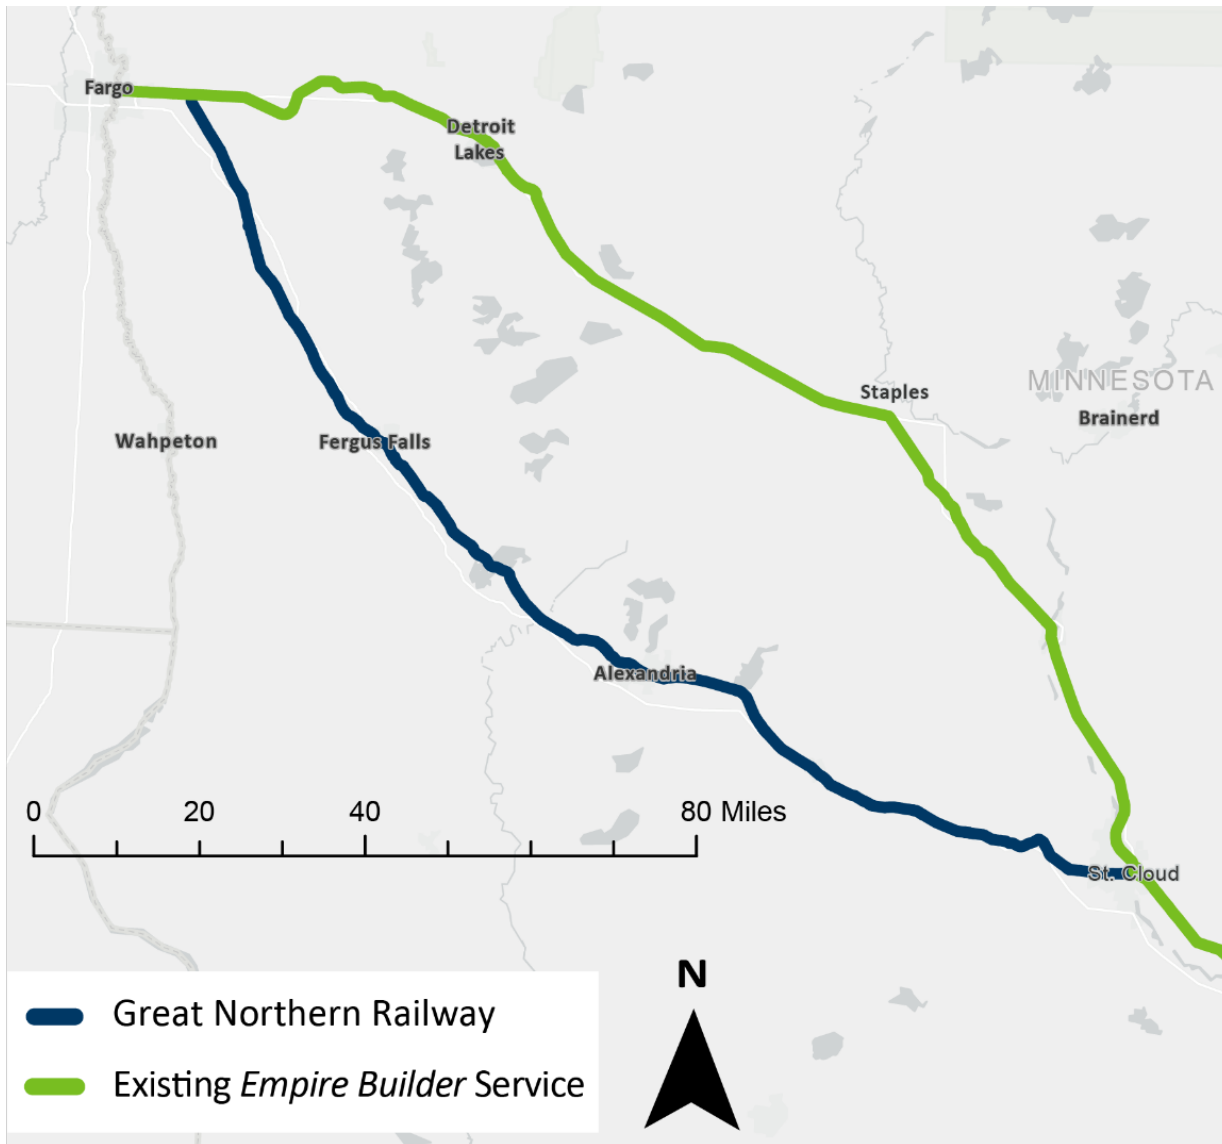 Fargo
Detroit
Lakes
Staples
MINNESOTA
Brainerd
Wahpeton
Fergus Falls
Alexandria
0 20 40 80 Miles
St. Cloud
N
Great Northern Railway
Existing Empire Builder Service